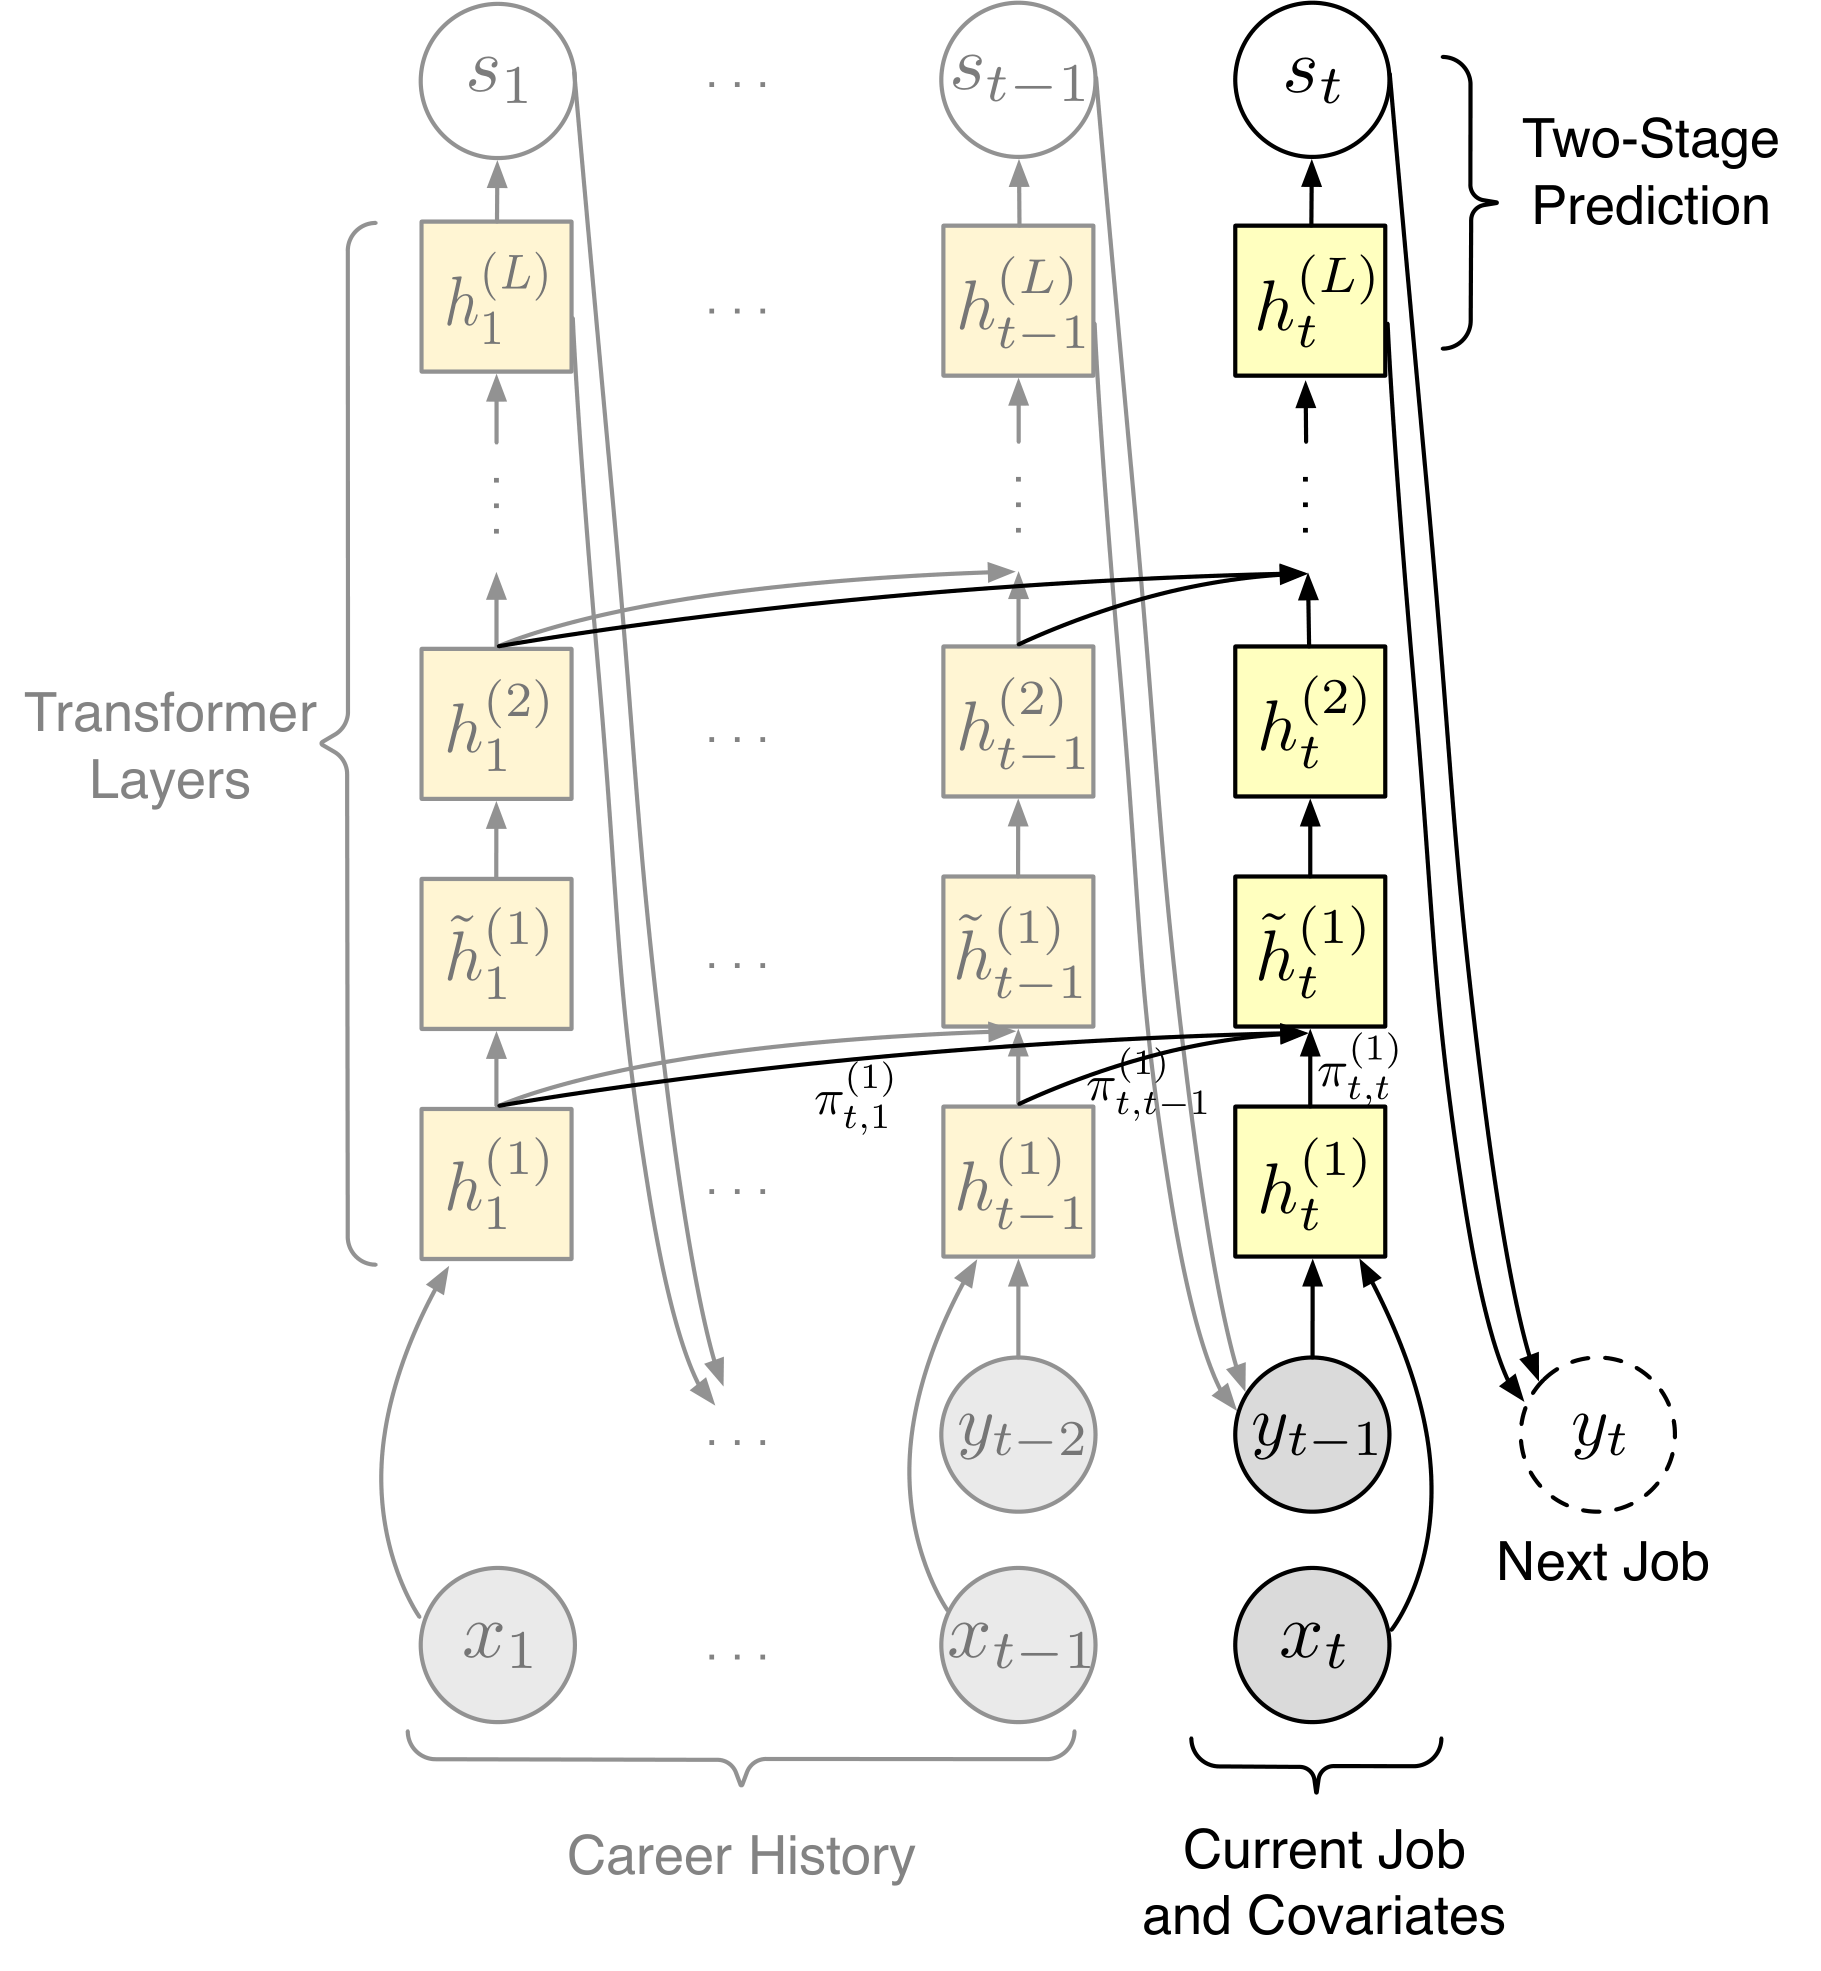 s_1 ... s_{t-1} s_t
Two-Stage
Prediction
h_1^{(L)} ... h_{t-1}^{(L)} h_t^{(L)}
Transformer
Layers
h_1^{(2)} ... h_{t-1}^{(2)} h_t^{(2)}
\tilde{h}_1^{(1)} ... \tilde{h}_{t-1}^{(1)} \tilde{h}_t^{(1)}
π_{t,1}^{(1)} π_{t,t-1}^{(1)} π_{t,t}^{(1)}
h_1^{(1)} ... h_{t-1}^{(1)} h_t^{(1)}
... y_{t-2} y_{t-1} y_t
Next Job
x_1 ... x_{t-1} x_t
Career History
Current Job
and Covariates